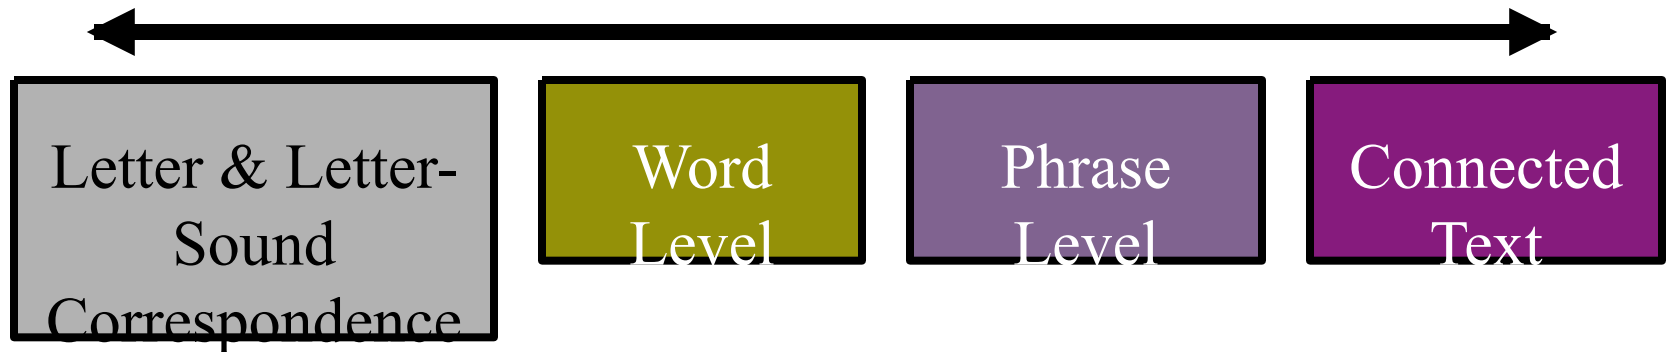 Letter & Letter-
Sound
Correspondence
Word
Level
Phrase
Level
Connected
Text